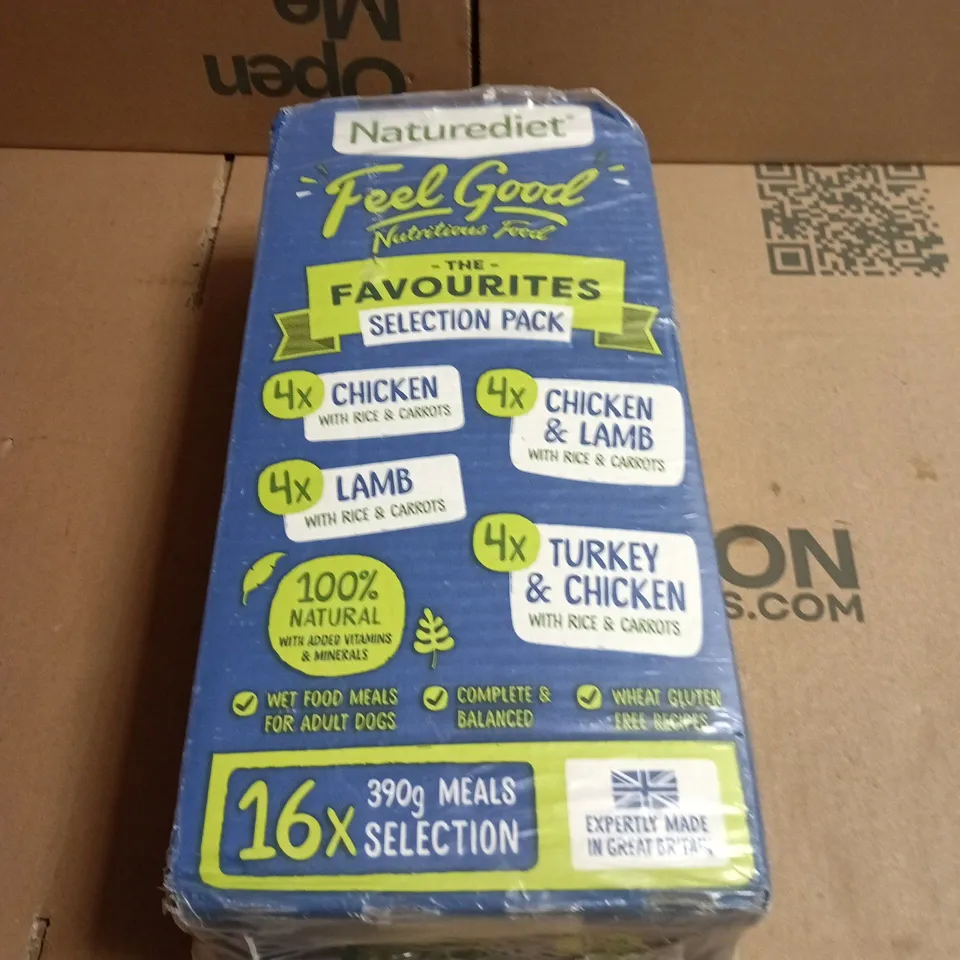 Open
Me
Naturediet
Feel Good
Nutritious Food
- THE -
FAVOURITES
SELECTION PACK
4x CHICKEN
WITH RICE & CARROTS
4x CHICKEN
& LAMB
WITH RICE & CARROTS
4x LAMB
WITH RICE & CARROTS
4x TURKEY
& CHICKEN
WITH RICE & CARROTS
100%
NATURAL
WITH ADDED VITAMINS
& MINERALS
WET FOOD MEALS
FOR ADULT DOGS
COMPLETE &
BALANCED
WHEAT GLUTEN
FREE RECIPES
16x 390g MEALS
SELECTION
EXPERTLY MADE
IN GREAT BRITAIN
ON
S.COM